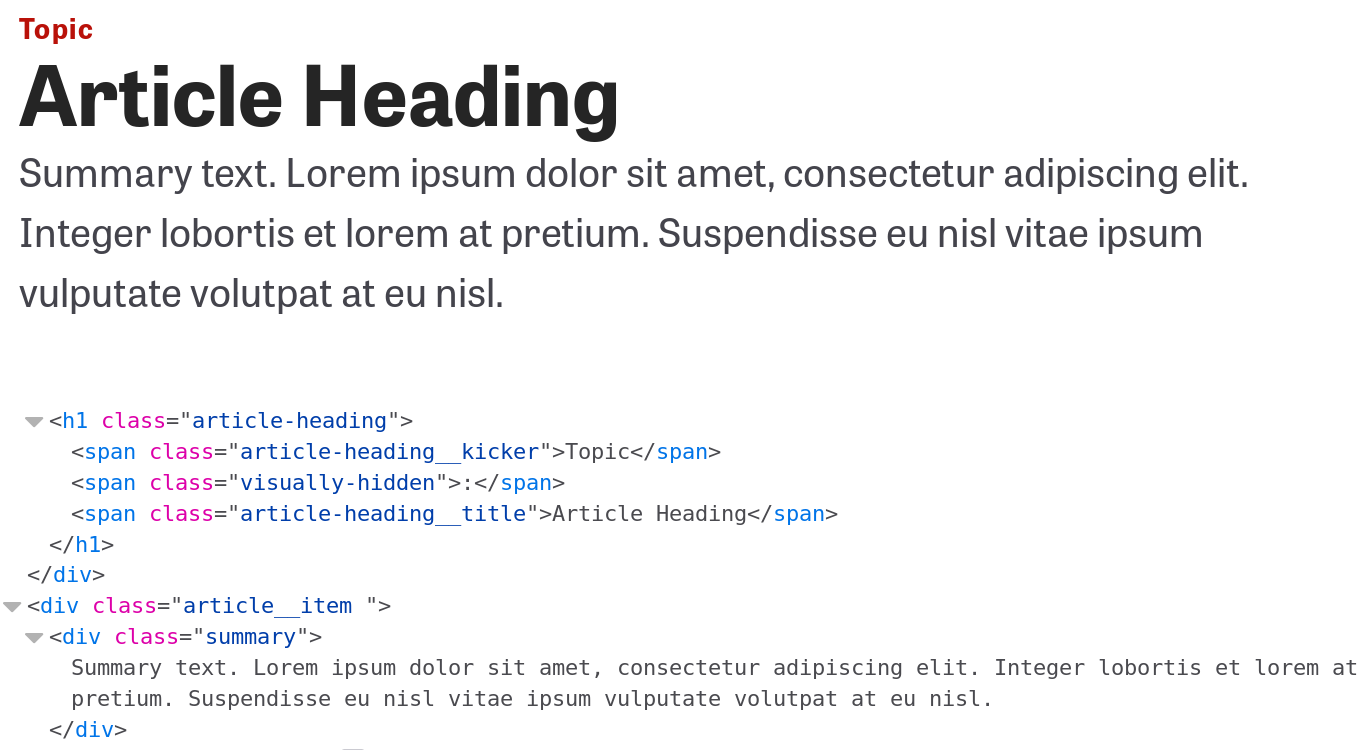 Topic
Article Heading
Summary text. Lorem ipsum dolor sit amet, consectetur adipiscing elit.
Integer lobortis et lorem at pretium. Suspendisse eu nisl vitae ipsum
vulputate volutpat at eu nisl.
<h1 class="article-heading">
<span class="article-heading__kicker">Topic</span>
<span class="visually-hidden">:</span>
<span class="article-heading__title">Article Heading</span>
</h1>
</div>
<div class="article__item ">
<div class="summary">
Summary text. Lorem ipsum dolor sit amet, consectetur adipiscing elit. Integer lobortis et lorem at
pretium. Suspendisse eu nisl vitae ipsum vulputate volutpat at eu nisl.
</div>